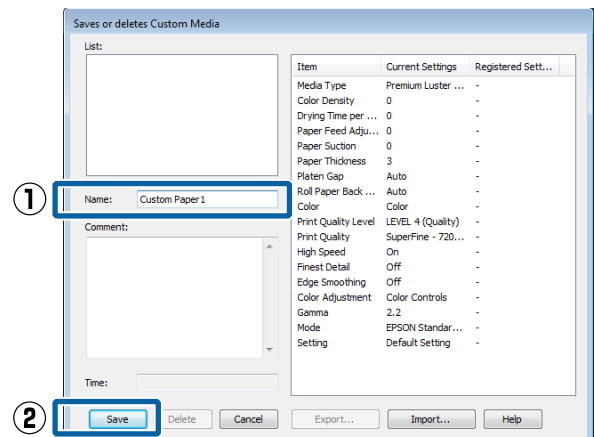 Saves or deletes Custom Media
List:
Item Current Settings Registered Sett...
Media Type Premium Luster ... -
Color Density 0 -
Drying Time per ... 0 -
Paper Feed Adju... 0 -
Paper Suction 0 -
Paper Thickness 3 -
Platen Gap Auto -
Roll Paper Back ... Auto -
Color Color -
Print Quality Level LEVEL 4 (Quality) -
Print Quality SuperFine - 720... -
High Speed On -
Finest Detail Off -
Edge Smoothing Off -
Color Adjustment Color Controls -
Gamma 2.2 -
Mode EPSON Standar... -
Setting Default Setting -
① Name: Custom Paper 1
Comment:
Time:
② Save Delete Cancel Export... Import... Help